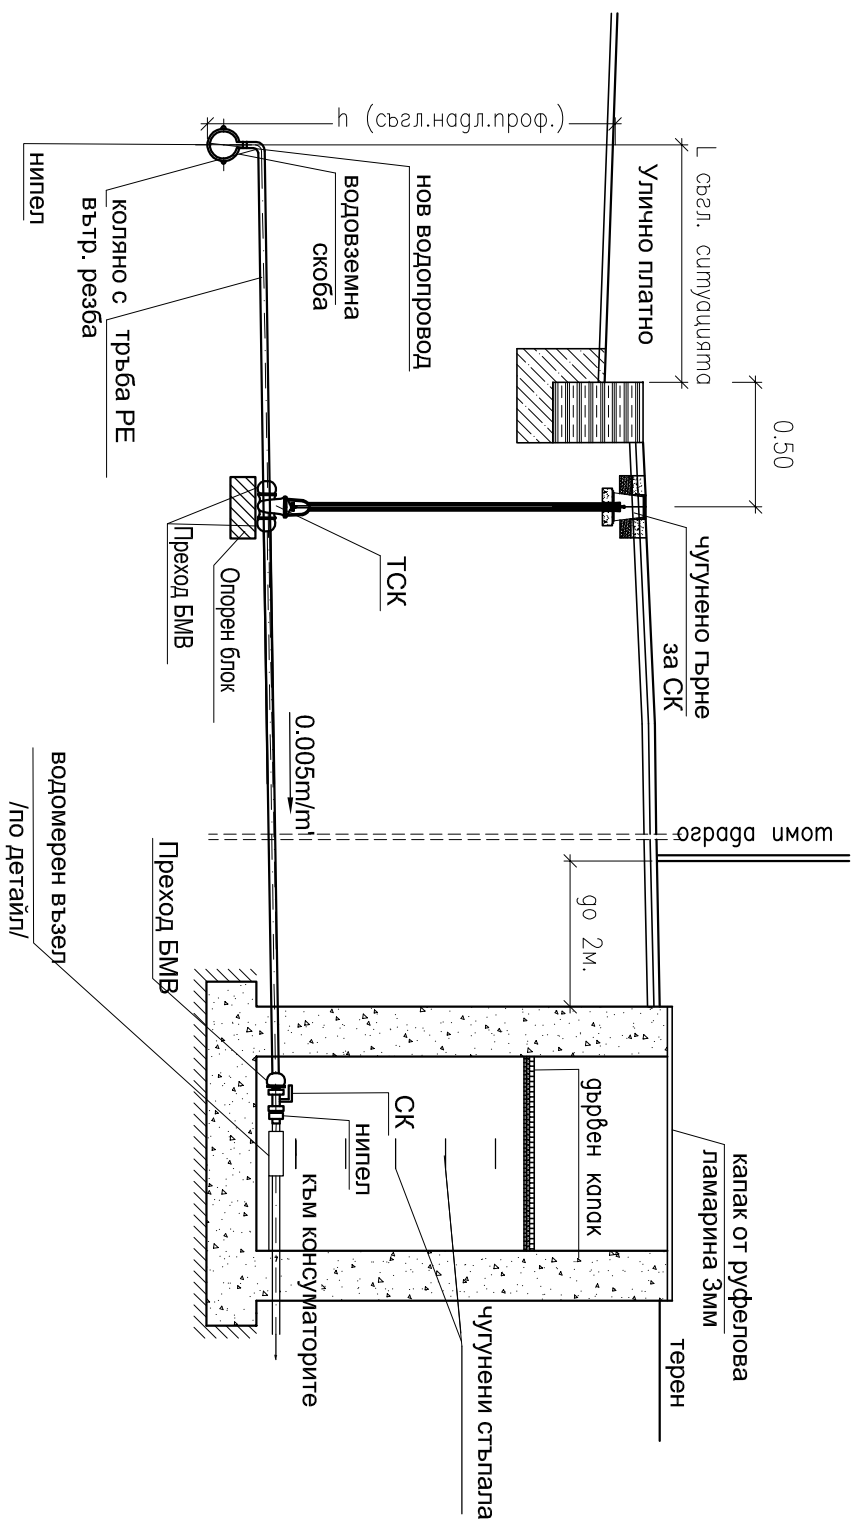 h (съгл.надл.проф.)
L съгл. ситуацията
Улично платно
0.50
нов водопровод
водовземна
скоба
нипел
коляно с
вътр. резба
тръба PE
чугунено гърне
за СК
ТСК
Преход БМВ
Опорен блок
0.005m/m'
ограда имот
до 2м.
водомерен възел
/по детайл/
Преход БМВ
СК
нипел
към консуматорите
дървен капак
капак от руфелова
ламарина 3мм
чугунени стъпала
терен